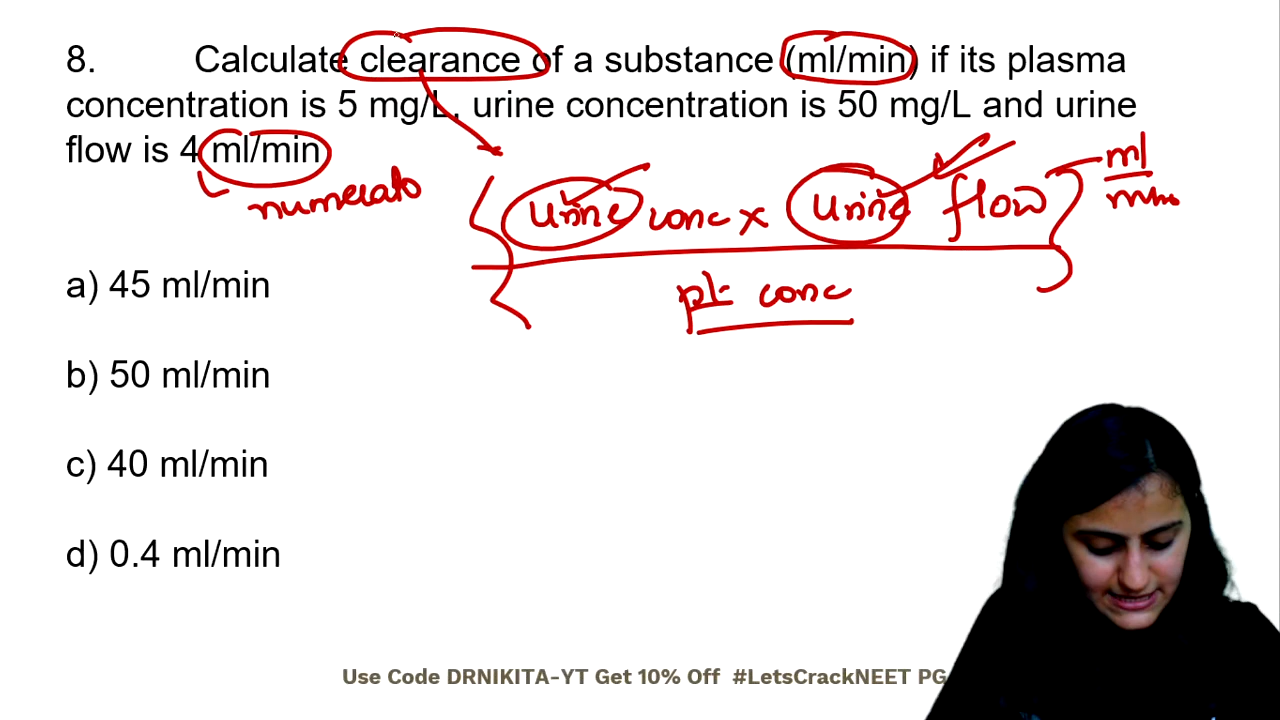 8. Calculate clearance of a substance (ml/min) if its plasma
concentration is 5 mg/L, urine concentration is 50 mg/L and urine
flow is 4 ml/min
numerato
urine conc x urine flow
ml
min
pl conc
a) 45 ml/min
b) 50 ml/min
c) 40 ml/min
d) 0.4 ml/min
Use Code DRNIKITA-YT Get 10% Off #LetsCrackNEET PG